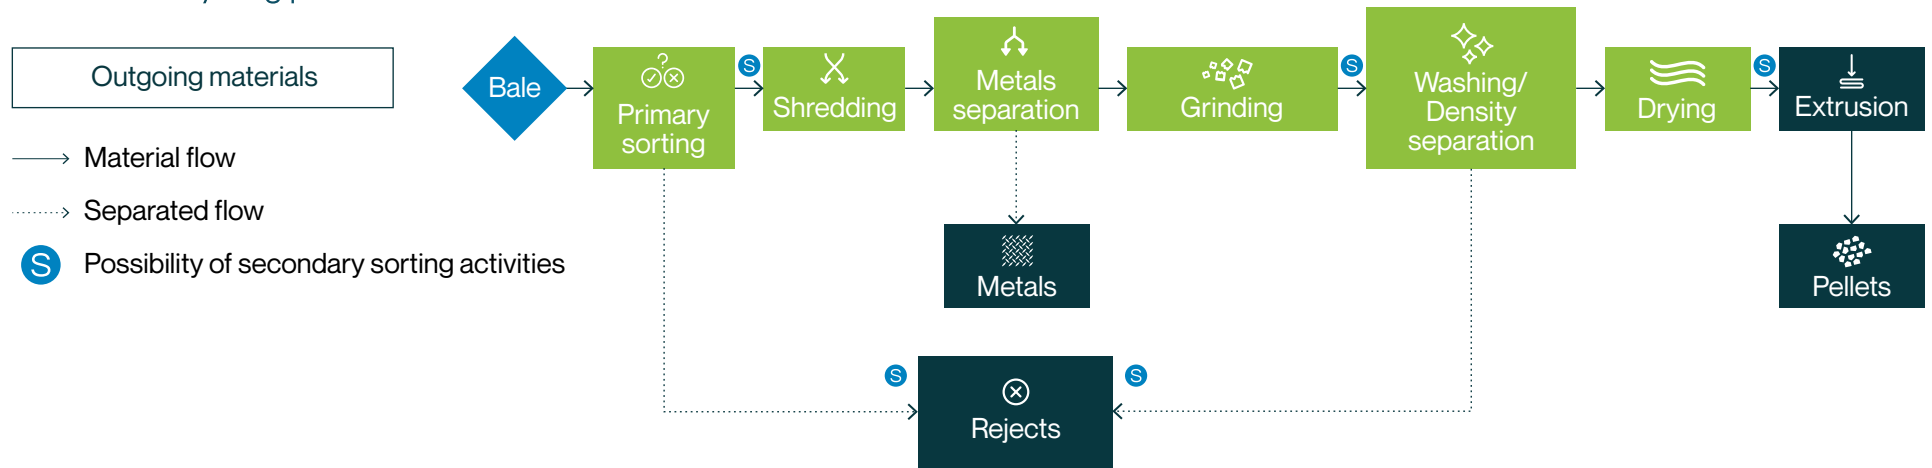 Outgoing materials
Material flow
Separated flow
S
Possibility of secondary sorting activities
Bale
?
Primary
sorting
S
Shredding
Metals
separation
Grinding
S
Washing/
Density
separation
Drying
S
Extrusion
Metals
Pellets
S
Rejects
S